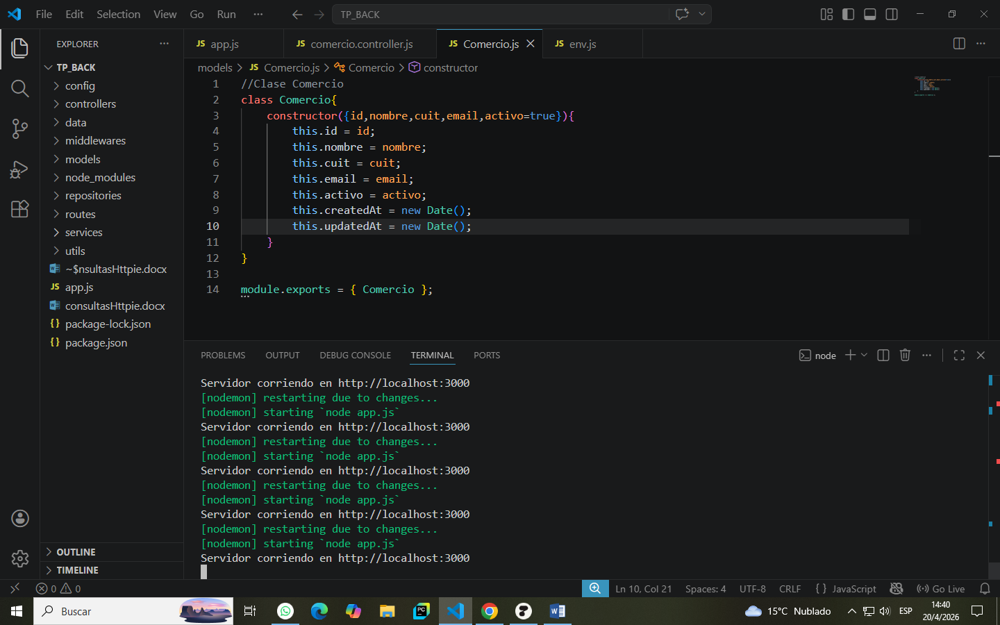 File Edit Selection View Go Run ··· TP_BACK
EXPLORER ···
TP_BACK
config
controllers
data
middlewares
models
node_modules
repositories
routes
services
utils
~$nsultasHttpie.docx
JS app.js
consultasHttpie.docx
{} package-lock.json
{} package.json
OUTLINE
TIMELINE
JS app.js JS comercio.controller.js JS Comercio.js JS env.js ···
models > JS Comercio.js > Comercio > constructor
1 //Clase Comercio
2 class Comercio{
3 constructor({id,nombre,cuit,email,activo=true}){
4 this.id = id;
5 this.nombre = nombre;
6 this.cuit = cuit;
7 this.email = email;
8 this.activo = activo;
9 this.createdAt = new Date();
10 this.updatedAt = new Date();
11 }
12 }
13
14 module.exports = { Comercio };
PROBLEMS OUTPUT DEBUG CONSOLE TERMINAL PORTS node ···
Servidor corriendo en http://localhost:3000
[nodemon] restarting due to changes...
[nodemon] starting `node app.js`
Servidor corriendo en http://localhost:3000
[nodemon] restarting due to changes...
[nodemon] starting `node app.js`
Servidor corriendo en http://localhost:3000
[nodemon] restarting due to changes...
[nodemon] starting `node app.js`
Servidor corriendo en http://localhost:3000
[nodemon] restarting due to changes...
[nodemon] starting `node app.js`
Servidor corriendo en http://localhost:3000
0 0 Ln 10, Col 21 Spaces: 4 UTF-8 CRLF {} JavaScript Go Live
Buscar PC W 15°C Nublado ESP 14:40
20/4/2026